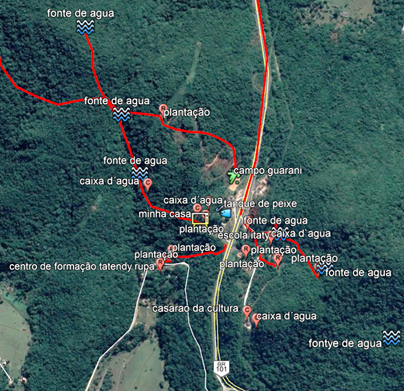 fonte de agua
fonte de agua
plantação
fonte de agua
campo guarani
caixa d´agua
caixa d´agua
tanque de peixe
minha casa
fonte de agua
plantação
escola itaty
caixa d´agua
plantação
plantação
plantação
plantação
plantação
centro de formação tatendy rupa
fonte de agua
casarao da cultura
caixa d´agua
fontye de agua
BR
101